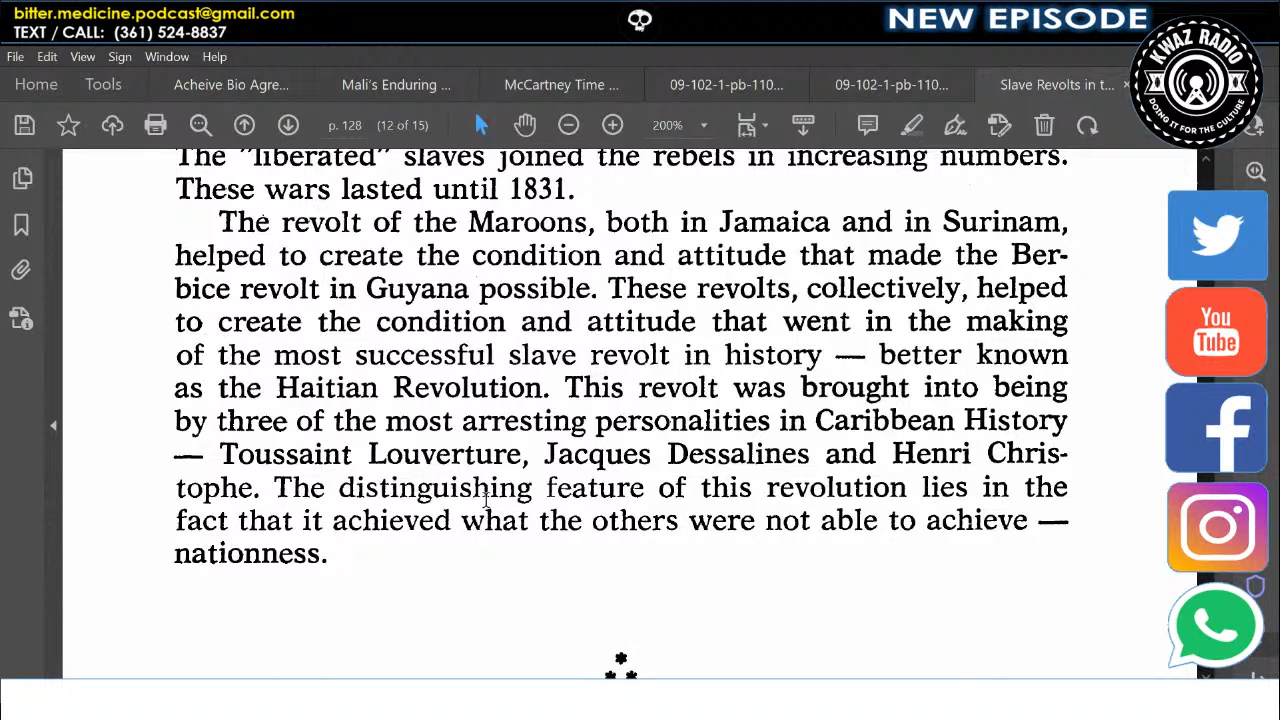 bitter.medicine.podcast@gmail.com
TEXT / CALL: (361) 524-8837
NEW EPISODE
KWAZ RADIO
DOING IT FOR THE CULTURE
File Edit View Sign Window Help
Home Tools Acheive Bio Agre... Mali's Enduring ... McCartney Time ... 09-102-1-pb-110... 09-102-1-pb-110... Slave Revolts in t...
p. 128 (12 of 15) 200%
The "liberated" slaves joined the rebels in increasing numbers.
These wars lasted until 1831.
The revolt of the Maroons, both in Jamaica and in Surinam,
helped to create the condition and attitude that made the Ber-
bice revolt in Guyana possible. These revolts, collectively, helped
to create the condition and attitude that went in the making
of the most successful slave revolt in history — better known
as the Haitian Revolution. This revolt was brought into being
by three of the most arresting personalities in Caribbean History
— Toussaint Louverture, Jacques Dessalines and Henri Chris-
tophe. The distinguishing feature of this revolution lies in the
fact that it achieved what the others were not able to achieve —
nationness.
You
Tube